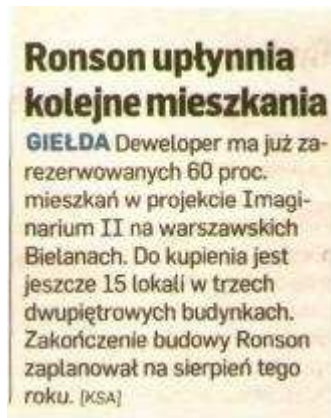 Ronson upłynnia
kolejne mieszkania
GIEŁDA Deweloper ma już za-
rezerwowanych 60 proc.
mieszkań w projekcie Imagi-
narium II na warszawskich
Bielanach. Do kupienia jest
jeszcze 15 lokali w trzech
dwupiętrowych budynkach.
Zakończenie budowy Ronson
zaplanował na sierpień tego
roku. [KSA]